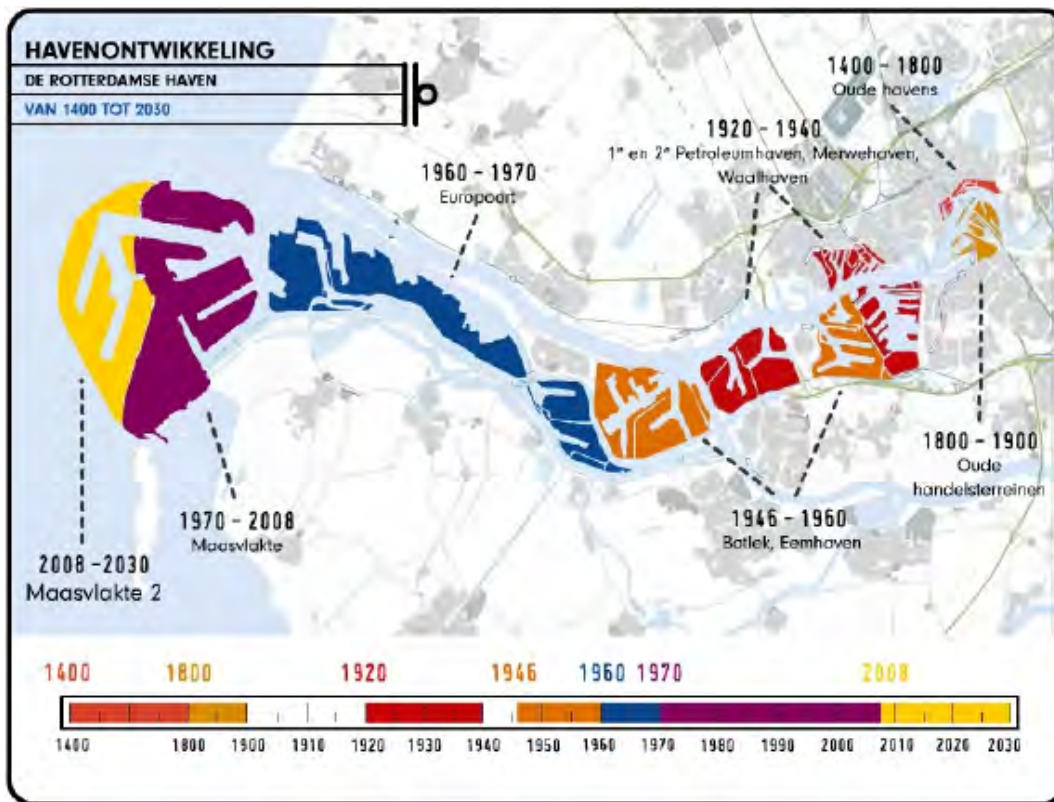 HAVENONTWIKKELING
DE ROTTERDAMSE HAVEN
VAN 1400 TOT 2030
1400 - 1800
Oude havens
1920 - 1940
1e en 2e Petroleumhaven, Merwehaven,
Waalhaven
1960 - 1970
Europoort
1800 - 1900
Oude
handelsterreinen
1946 - 1960
Botlek, Eemhaven
1970 - 2008
Maasvlakte
2008 - 2030
Maasvlakte 2
1400 1800 1920 1946 1960 1970 2008
1400 1800 1900 1910 1920 1930 1940 1950 1960 1970 1980 1990 2000 2010 2020 2030